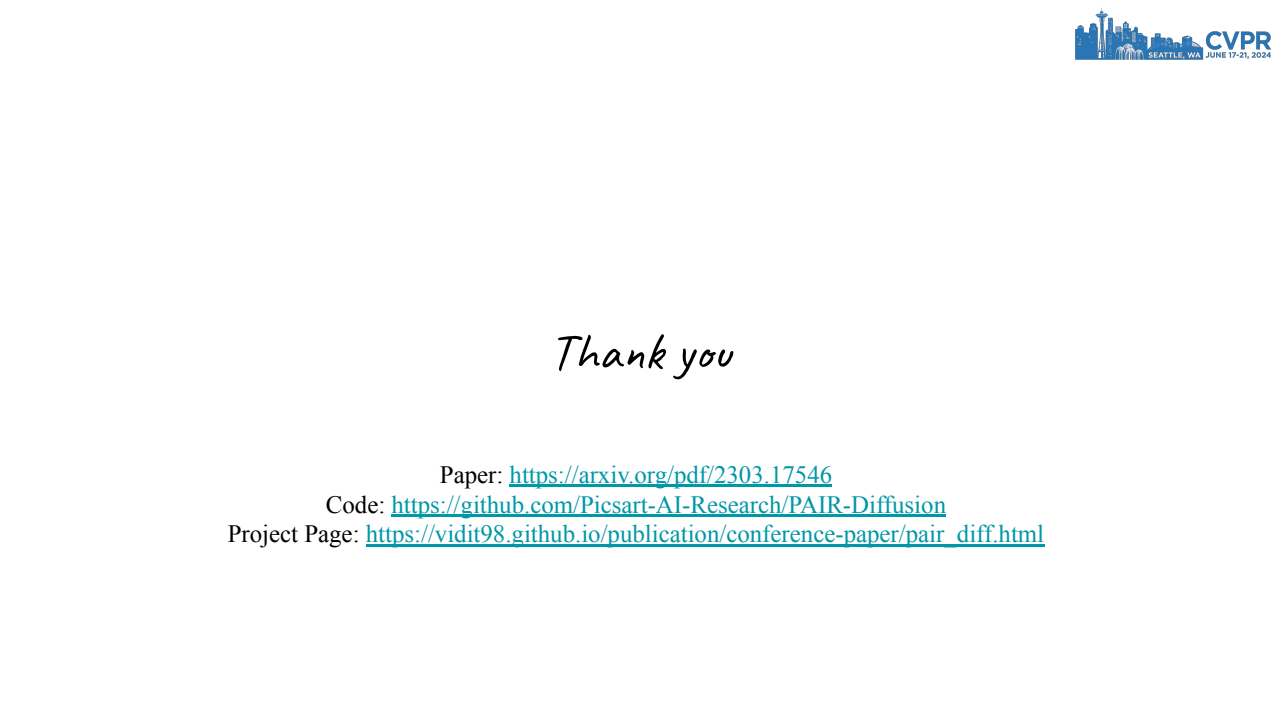 SEATTLE, WA
CVPR
JUNE 17-21, 2024
Thank you
Paper: https://arxiv.org/pdf/2303.17546
Code: https://github.com/Picsart-AI-Research/PAIR-Diffusion
Project Page: https://vidit98.github.io/publication/conference-paper/pair_diff.html